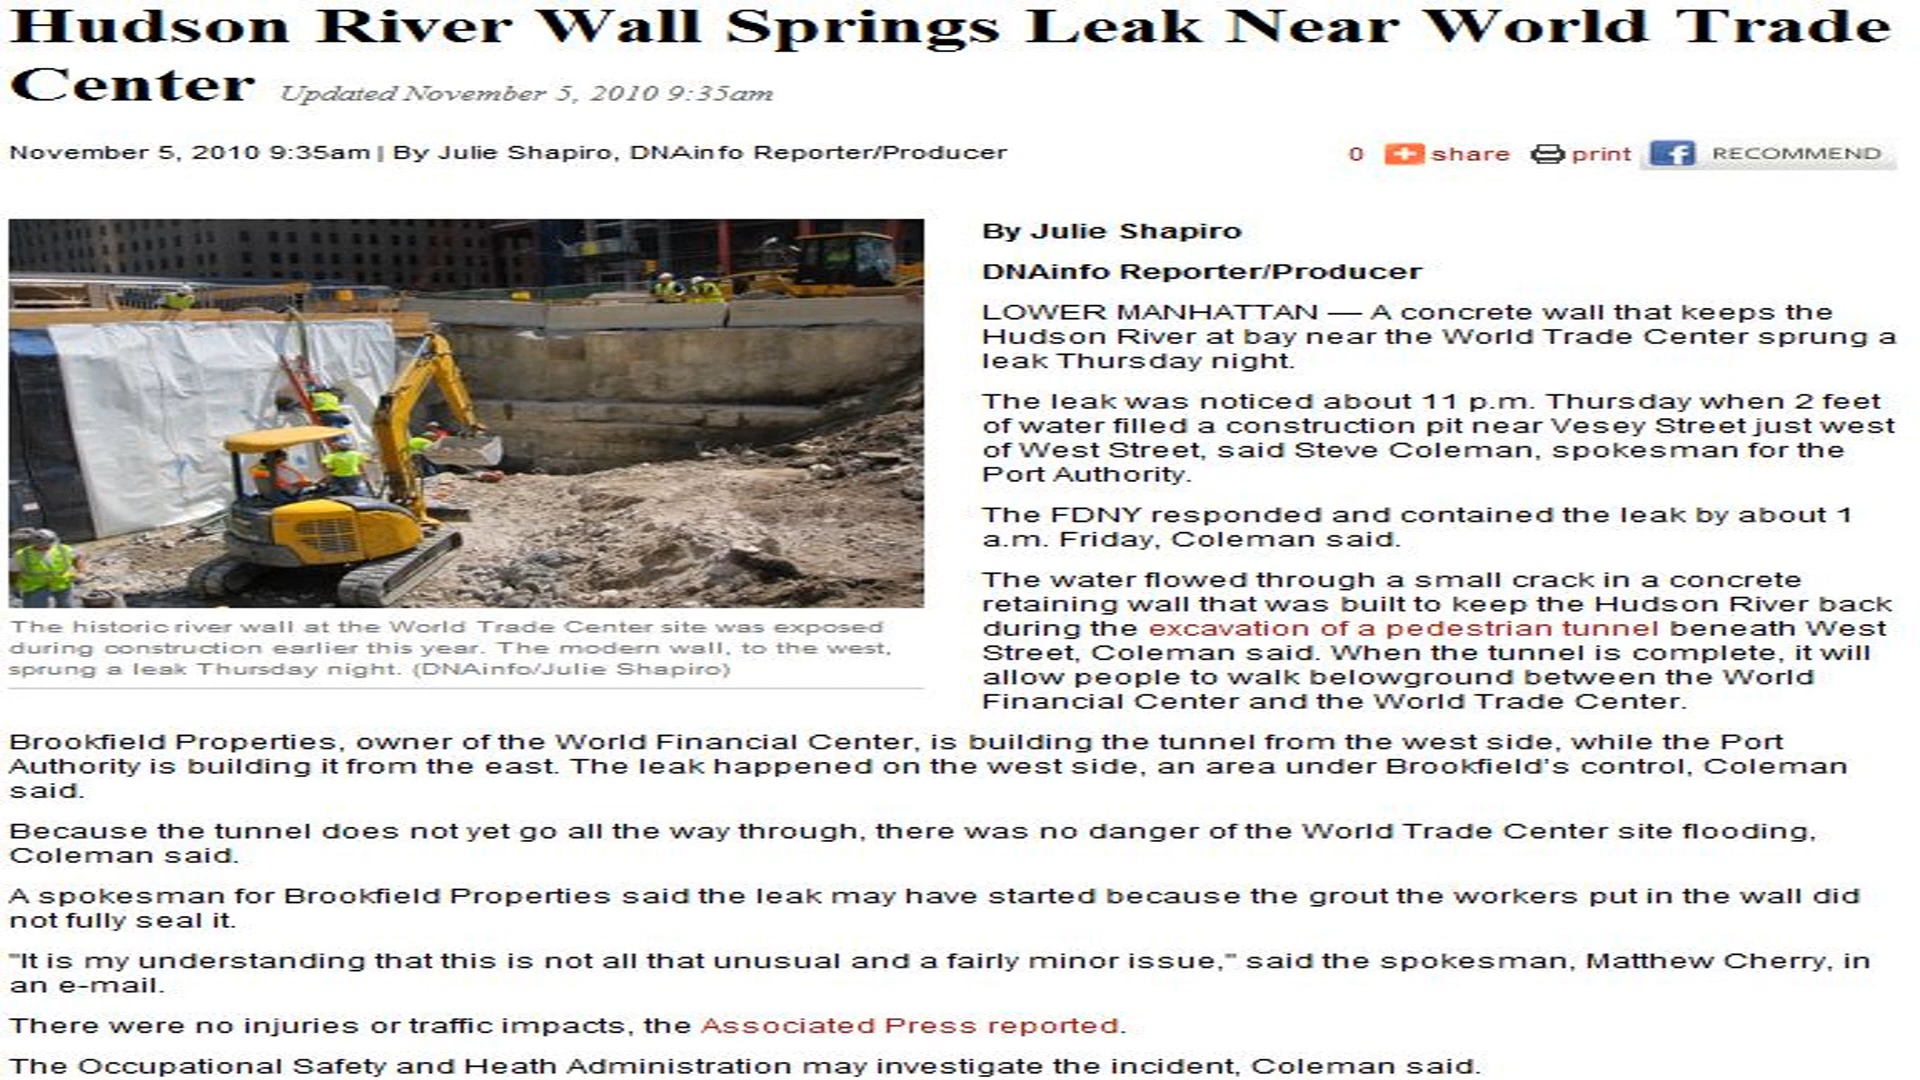 Hudson River Wall Springs Leak Near World Trade
Center Updated November 5, 2010 9:35am
November 5, 2010 9:35am | By Julie Shapiro, DNAinfo Reporter/Producer
0 share print RECOMMEND
By Julie Shapiro
DNAinfo Reporter/Producer
LOWER MANHATTAN — A concrete wall that keeps the
Hudson River at bay near the World Trade Center sprung a
leak Thursday night.
The leak was noticed about 11 p.m. Thursday when 2 feet
of water filled a construction pit near Vesey Street just west
of West Street, said Steve Coleman, spokesman for the
Port Authority.
The FDNY responded and contained the leak by about 1
a.m. Friday, Coleman said.
The water flowed through a small crack in a concrete
retaining wall that was built to keep the Hudson River back
during the excavation of a pedestrian tunnel beneath West
Street, Coleman said. When the tunnel is complete, it will
allow people to walk belowground between the World
Financial Center and the World Trade Center.
The historic river wall at the World Trade Center site was exposed
during construction earlier this year. The modern wall, to the west,
sprung a leak Thursday night. (DNAinfo/Julie Shapiro)
Brookfield Properties, owner of the World Financial Center, is building the tunnel from the west side, while the Port
Authority is building it from the east. The leak happened on the west side, an area under Brookfield's control, Coleman
said.
Because the tunnel does not yet go all the way through, there was no danger of the World Trade Center site flooding,
Coleman said.
A spokesman for Brookfield Properties said the leak may have started because the grout the workers put in the wall did
not fully seal it.
"It is my understanding that this is not all that unusual and a fairly minor issue," said the spokesman, Matthew Cherry, in
an e-mail.
There were no injuries or traffic impacts, the Associated Press reported.
The Occupational Safety and Heath Administration may investigate the incident, Coleman said.